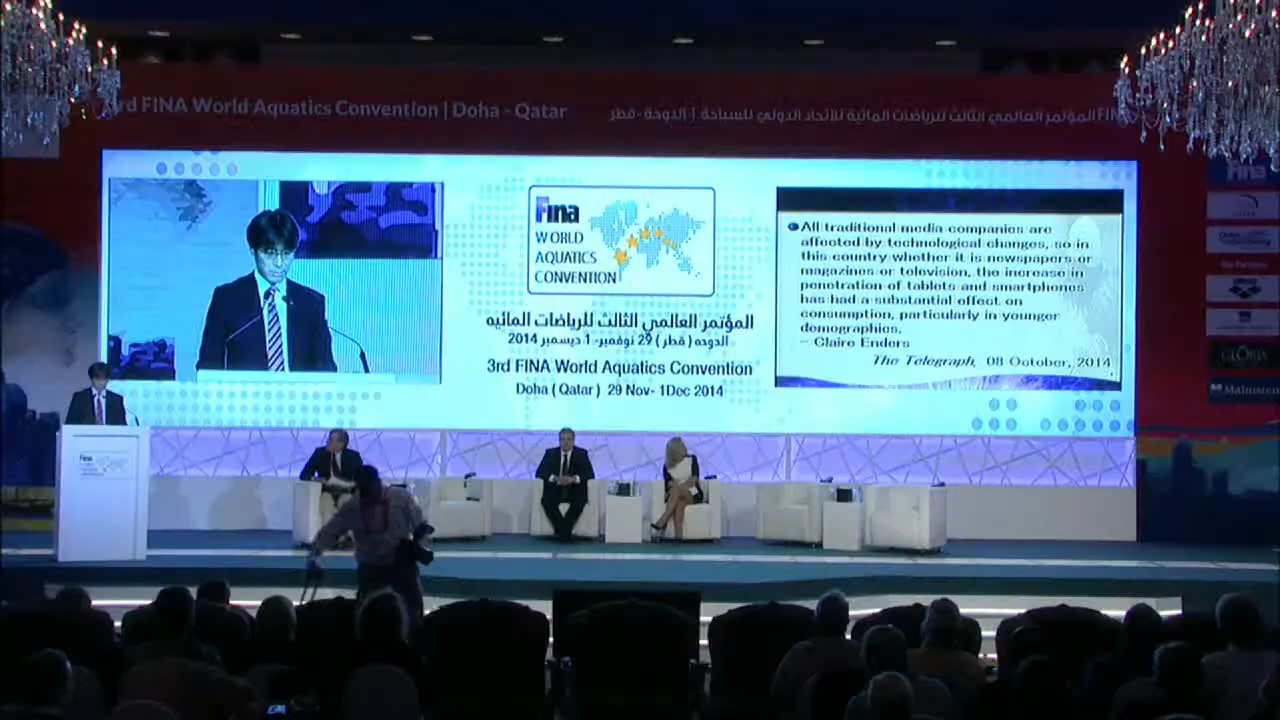 3rd FINA World Aquatics Convention | Doha - Qatar
المؤتمر العالمي الثالث للرياضات المائية للاتحاد الدولي للسباحة | الدوحة - قطر
Fina
WORLD
AQUATICS
CONVENTION
المؤتمر العالمي الثالث للرياضات المائيه
الدوحه ( قطر ) 29 نوفمبر- 1 ديسمبر 2014
3rd FINA World Aquatics Convention
Doha ( Qatar ) 29 Nov- 1Dec 2014
All traditional media companies are
affected by technological changes, so in
this country whether it is newspapers or
magazines or television, the increase in
penetration of tablets and smartphones
has had a substantial effect on
consumption, particularly in younger
demographics.
– Claire Enders
The Telegraph, 08 October, 2014
Fina
Fina
GLORIA
Malmsten